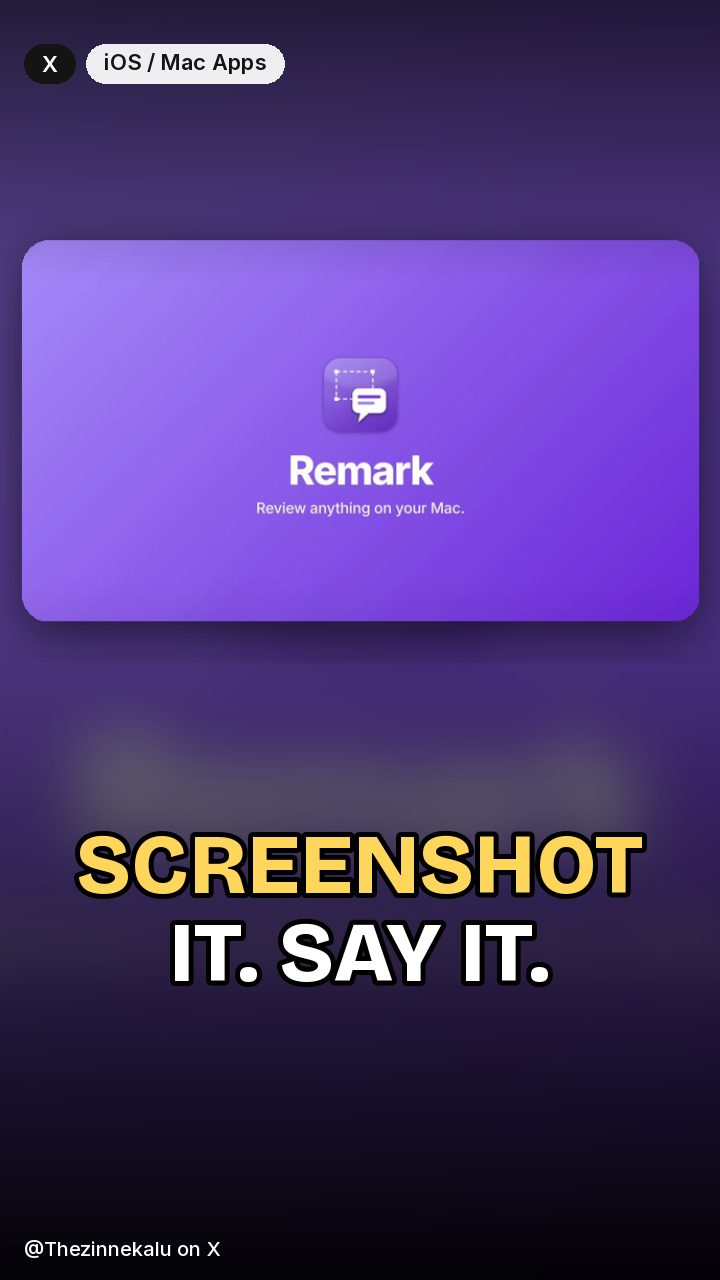 X
iOS / Mac Apps
Remark
Review anything on your Mac.
SCREENSHOT
IT. SAY IT.
@Thezinnekalu on X